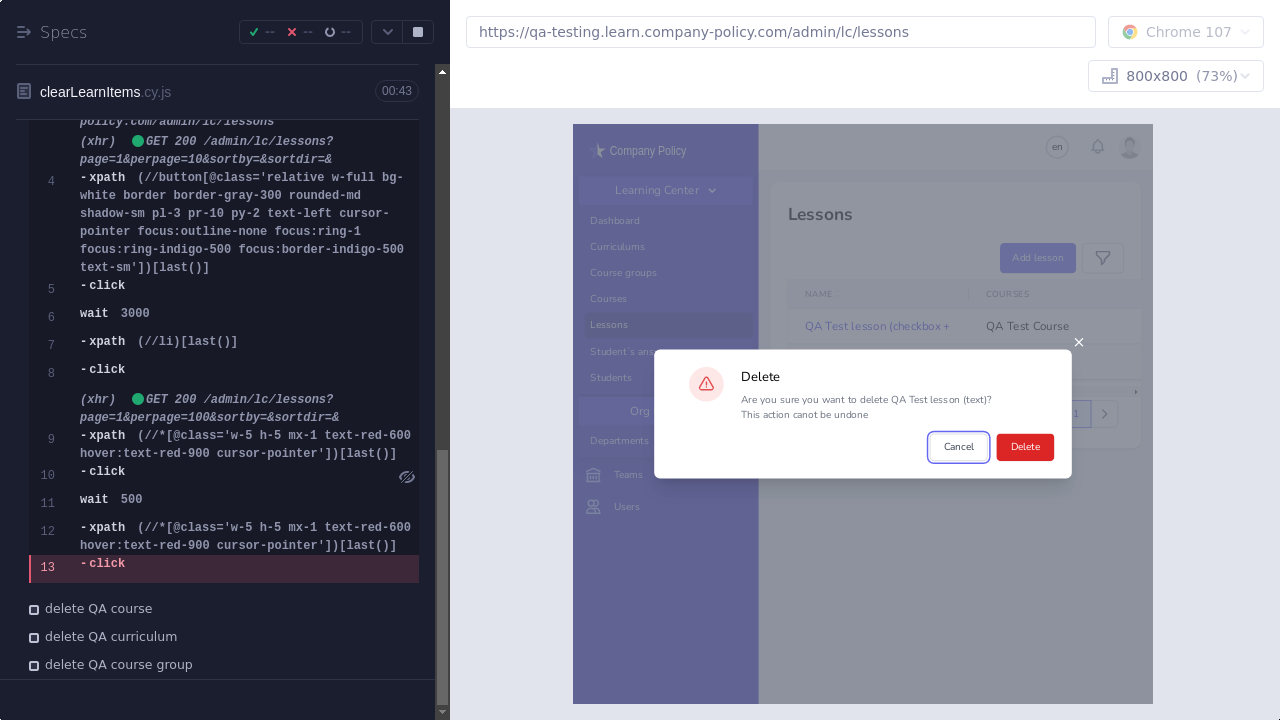 Specs
--
--
--
clearLearnItems.cy.js
00:43
policy.com/admin/lc/lessons
(xhr) GET 200 /admin/lc/lessons?
page=1&perpage=10&sortby=&sortdir=&
4 -xpath (//button[@class='relative w-full bg-
white border border-gray-300 rounded-md
shadow-sm pl-3 pr-10 py-2 text-left cursor-
pointer focus:outline-none focus:ring-1
focus:ring-indigo-500 focus:border-indigo-500
text-sm'])[last()]
5 -click
6 wait 3000
7 -xpath (//li)[last()]
8 -click
(xhr) GET 200 /admin/lc/lessons?
page=1&perpage=100&sortby=&sortdir=&
9 -xpath (//*[@class='w-5 h-5 mx-1 text-red-600
hover:text-red-900 cursor-pointer'])[last()]
10 -click
11 wait 500
12 -xpath (//*[@class='w-5 h-5 mx-1 text-red-600
hover:text-red-900 cursor-pointer'])[last()]
13 -click
delete QA course
delete QA curriculum
delete QA course group
https://qa-testing.learn.company-policy.com/admin/lc/lessons
Chrome 107
800x800 (73%)
Company Policy
en
Learning Center
Dashboard
Curriculums
Course groups
Courses
Lessons
Student's ans
Students
Org
Departments
Teams
Users
Lessons
Add lesson
NAME
COURSES
QA Test lesson (checkbox +
QA Test Course
1
Delete
Are you sure you want to delete QA Test lesson (text)?
This action canot be undone
Cancel
Delete